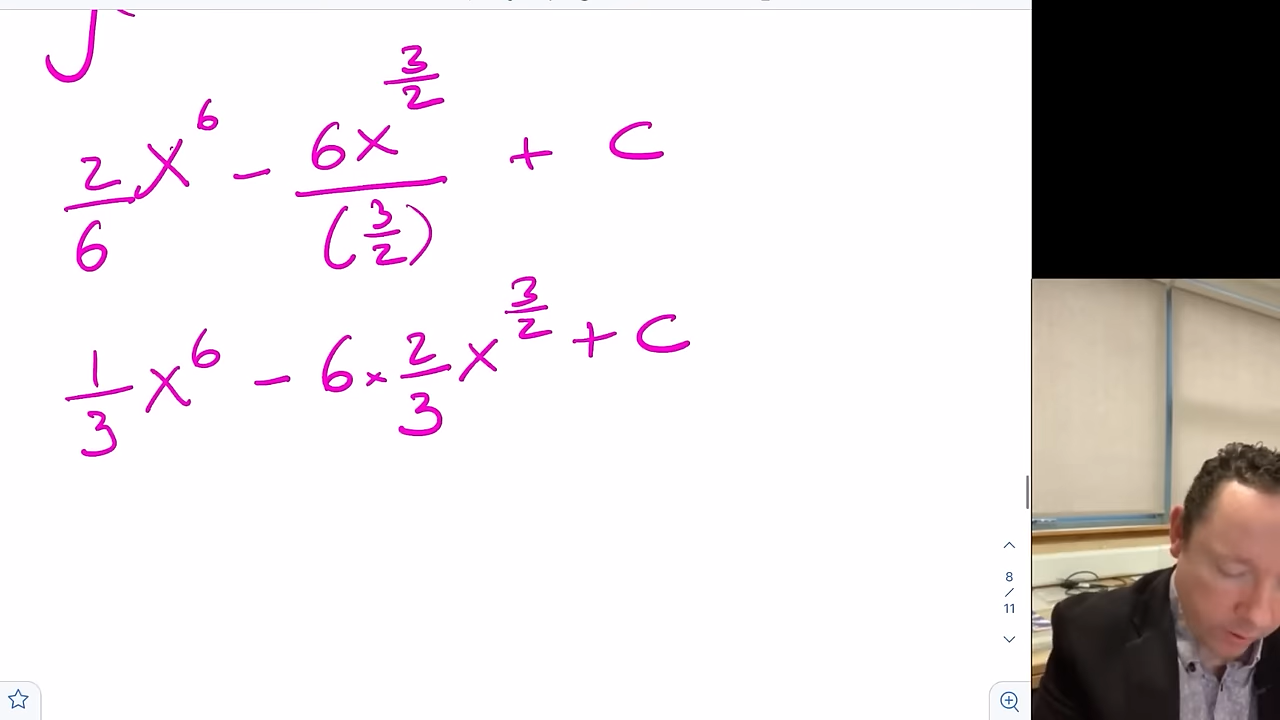 ∫
2/6 x^6 - 6x^(3/2) / (3/2) + C
1/3 x^6 - 6 × 2/3 x^(3/2) + C
8
/
11